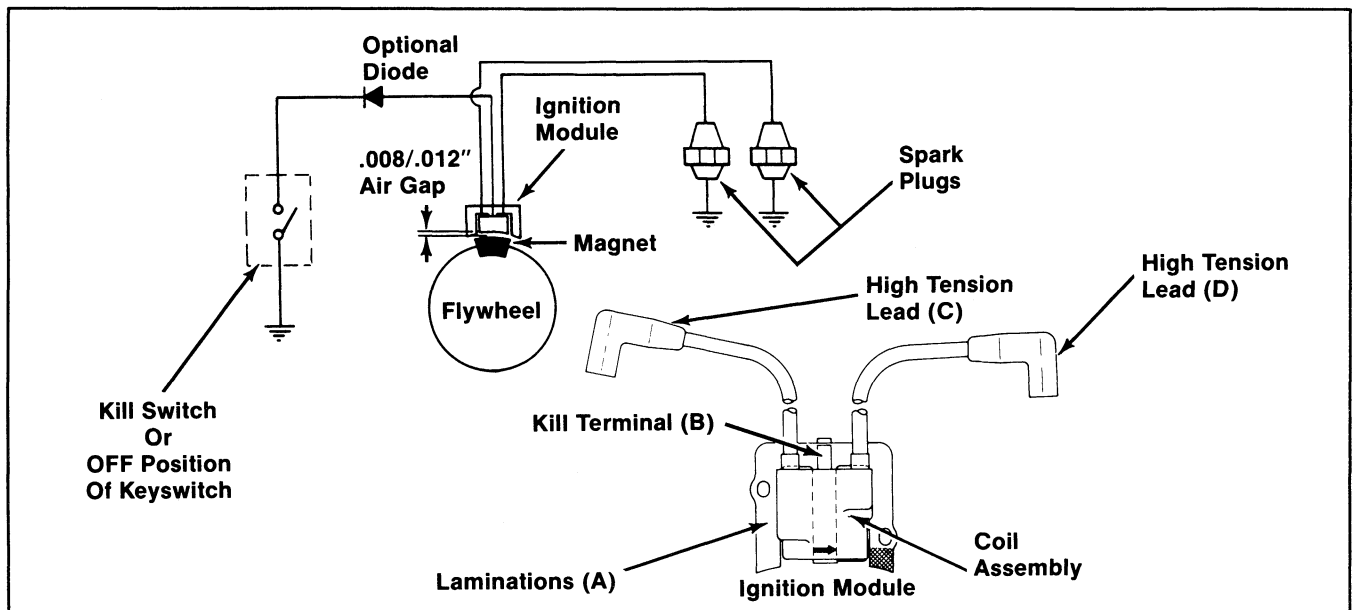 Optional
Diode
Ignition
Module
.008/.012"
Air Gap
Spark
Plugs
Magnet
Flywheel
High Tension
Lead (C)
High Tension
Lead (D)
Kill Switch
Or
OFF Position
Of Keyswitch
Kill Terminal (B)
Laminations (A)
Ignition Module
Coil
Assembly